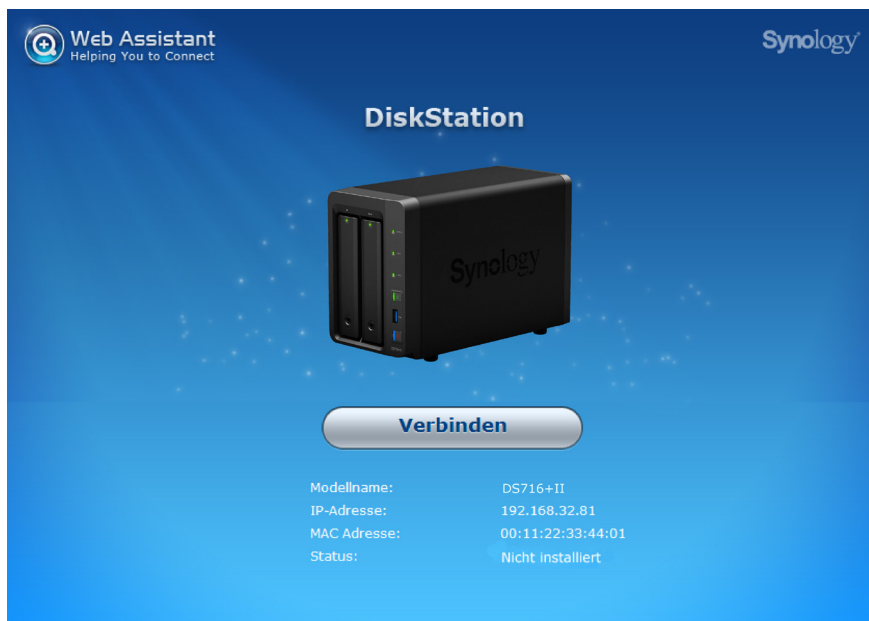 Web Assistant
Helping You to Connect
Synology
DiskStation
Synology
Verbinden
Modellname: DS716+II
IP-Adresse: 192.168.32.81
MAC Adresse: 00:11:22:33:44:01
Status: Nicht installiert